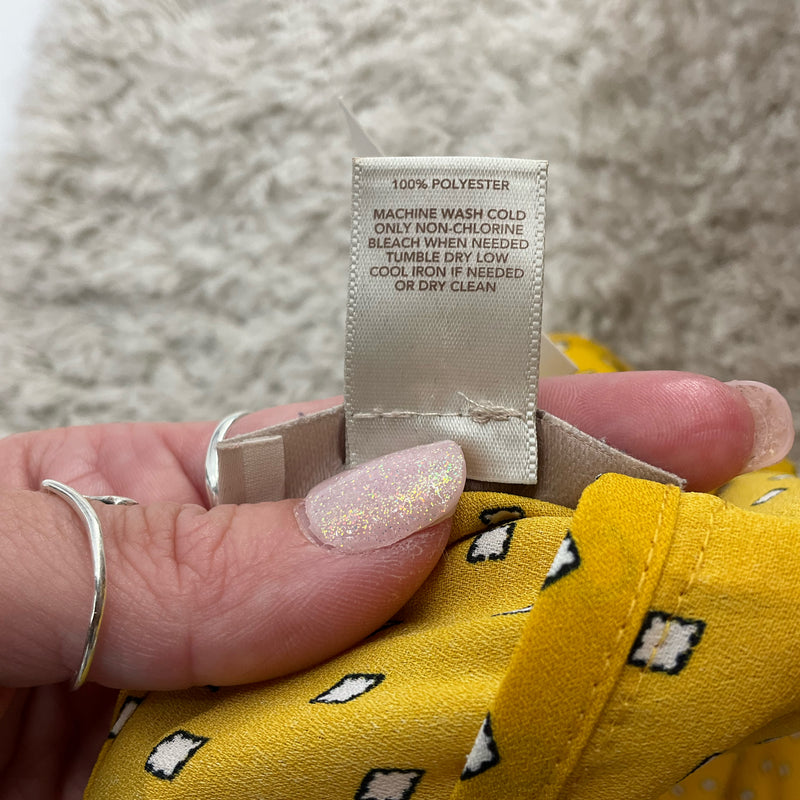 100% POLYESTER
MACHINE WASH COLD
ONLY NON-CHLORINE
BLEACH WHEN NEEDED
TUMBLE DRY LOW
COOL IRON IF NEEDED
OR DRY CLEAN